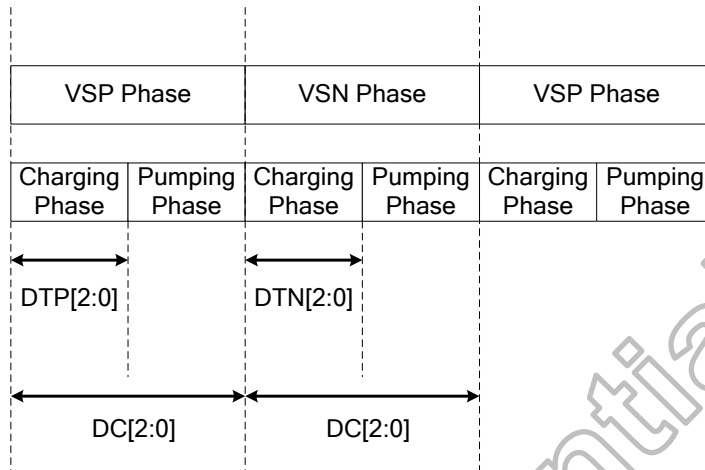 VSP Phase VSN Phase VSP Phase
Charging Phase Pumping Phase Charging Phase Pumping Phase Charging Phase Pumping Phase
DTP[2:0] DTN[2:0]
DC[2:0] DC[2:0]